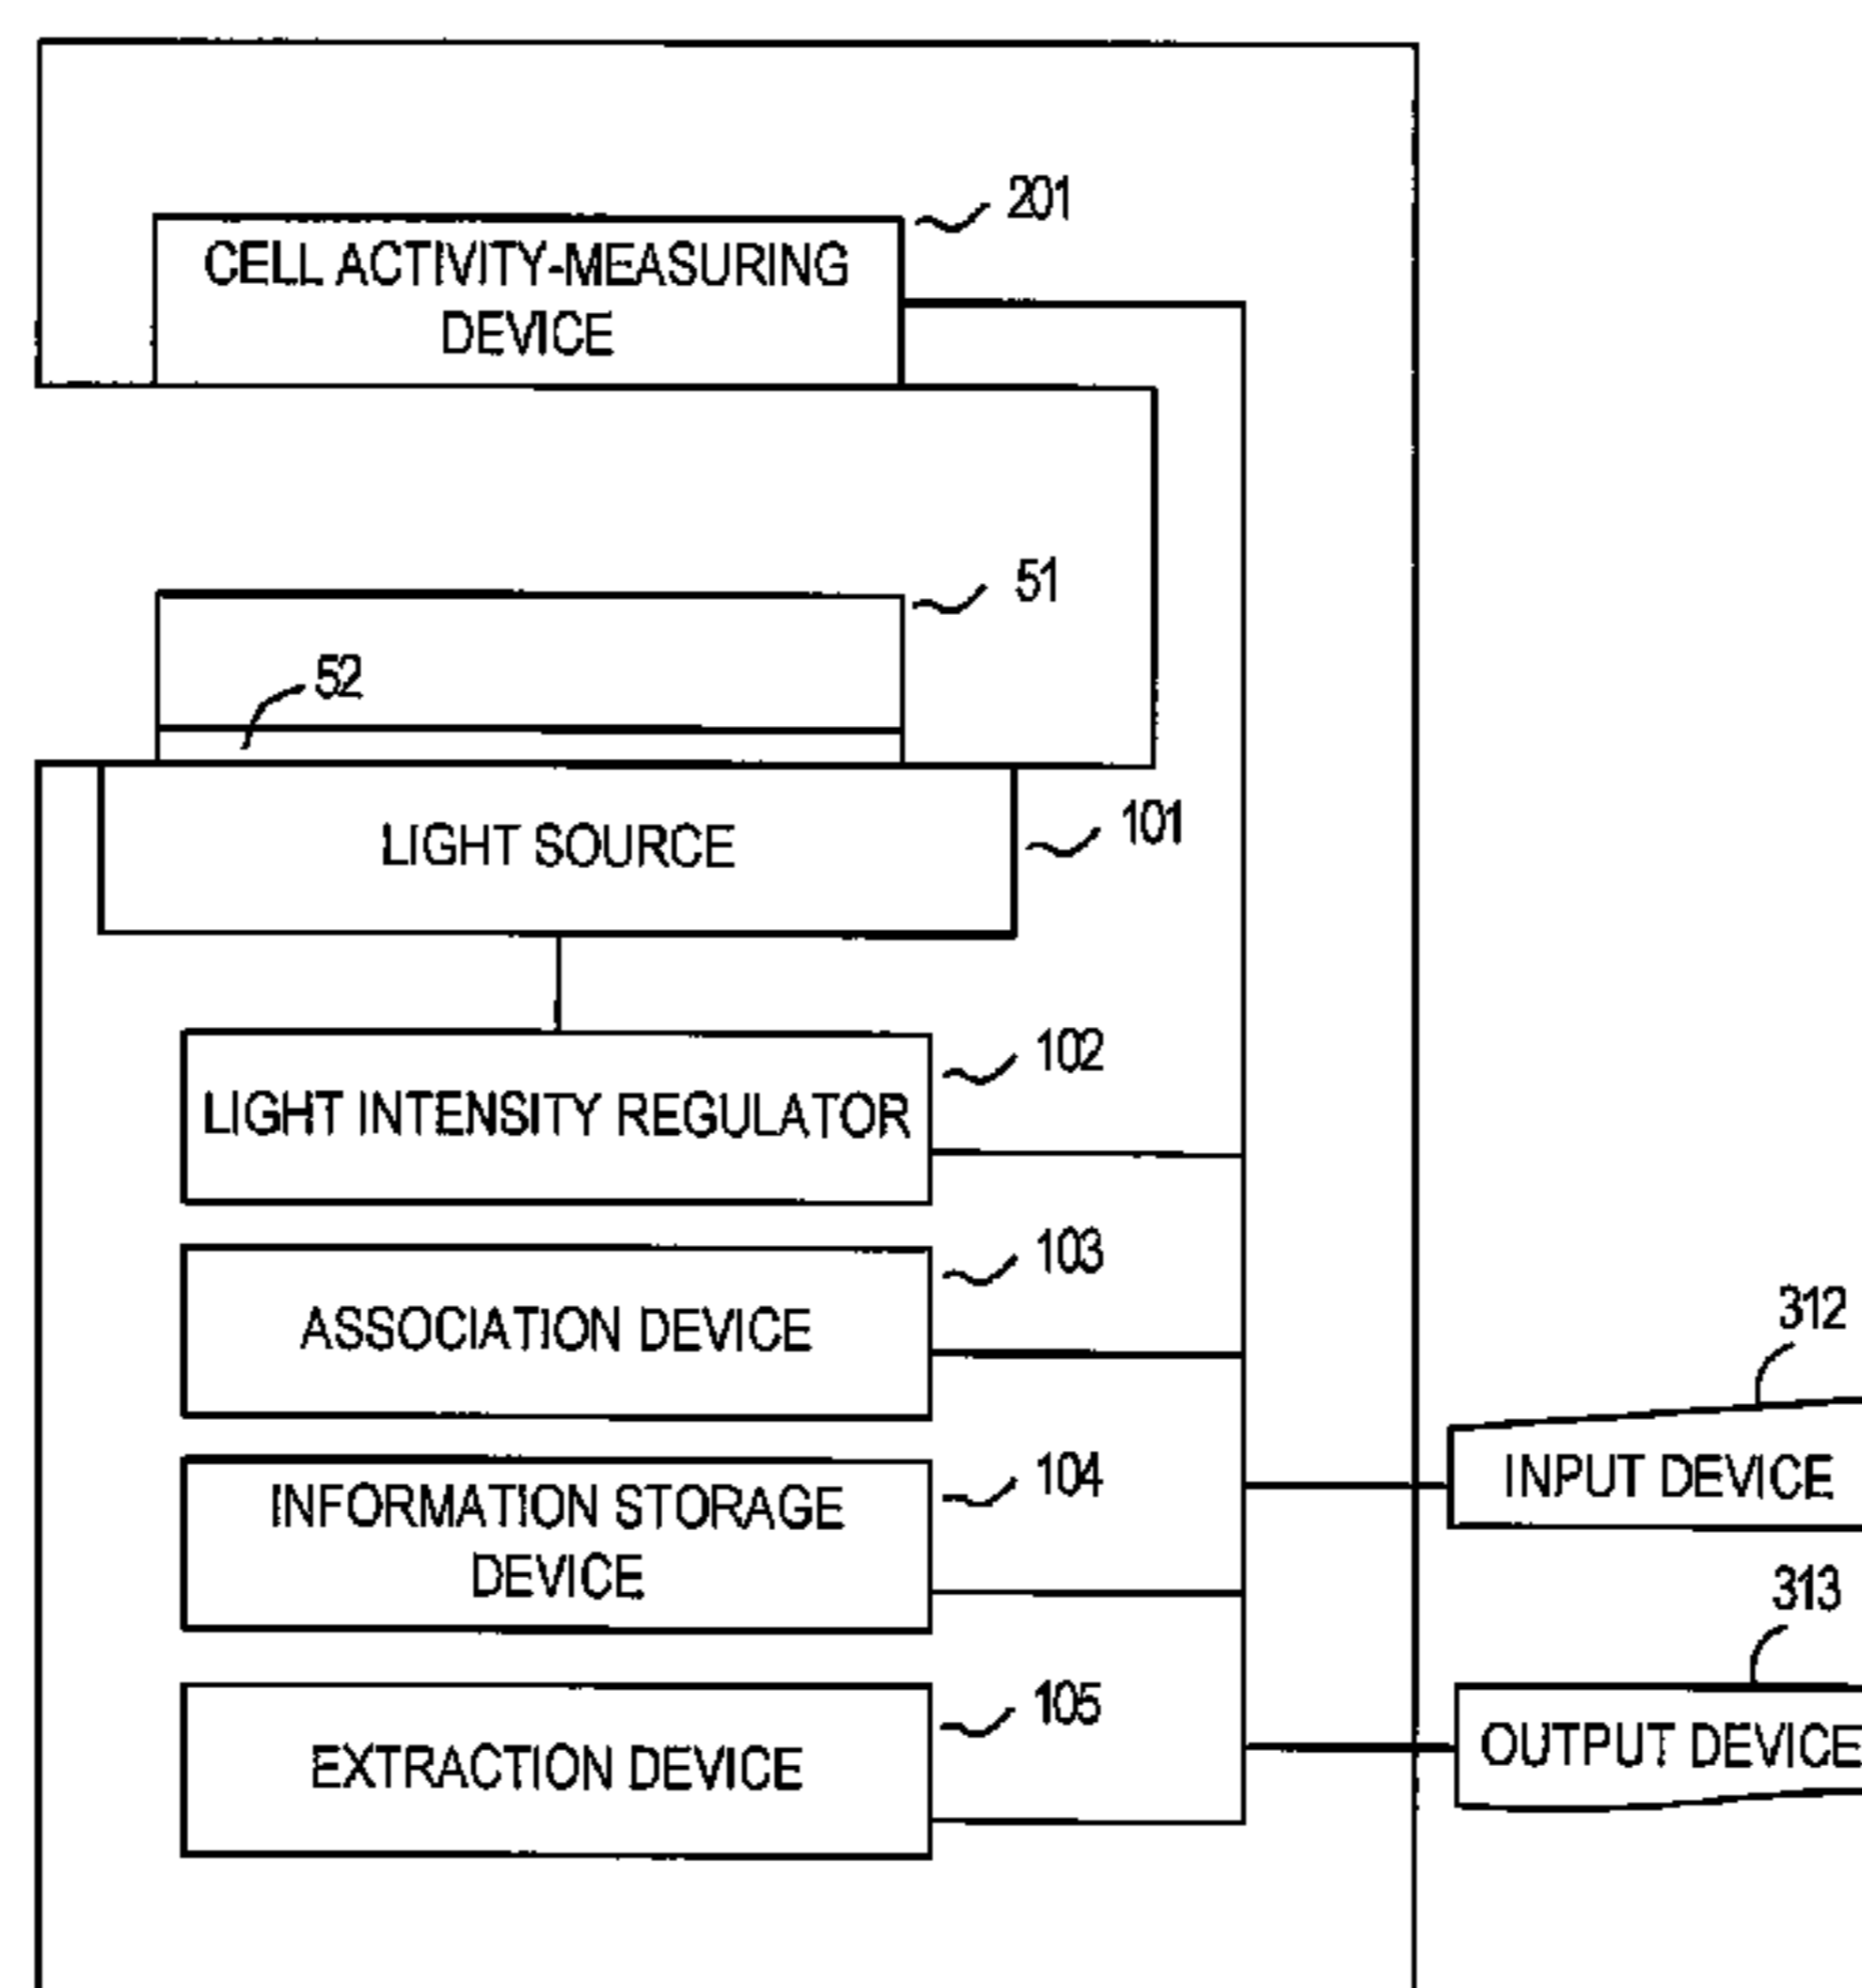 201
CELL ACTIVITY-MEASURING
DEVICE
51
52
101
LIGHT SOURCE
102
LIGHT INTENSITY REGULATOR
103
ASSOCIATION DEVICE
312
INPUT DEVICE
104
INFORMATION STORAGE
DEVICE
313
OUTPUT DEVICE
105
EXTRACTION DEVICE